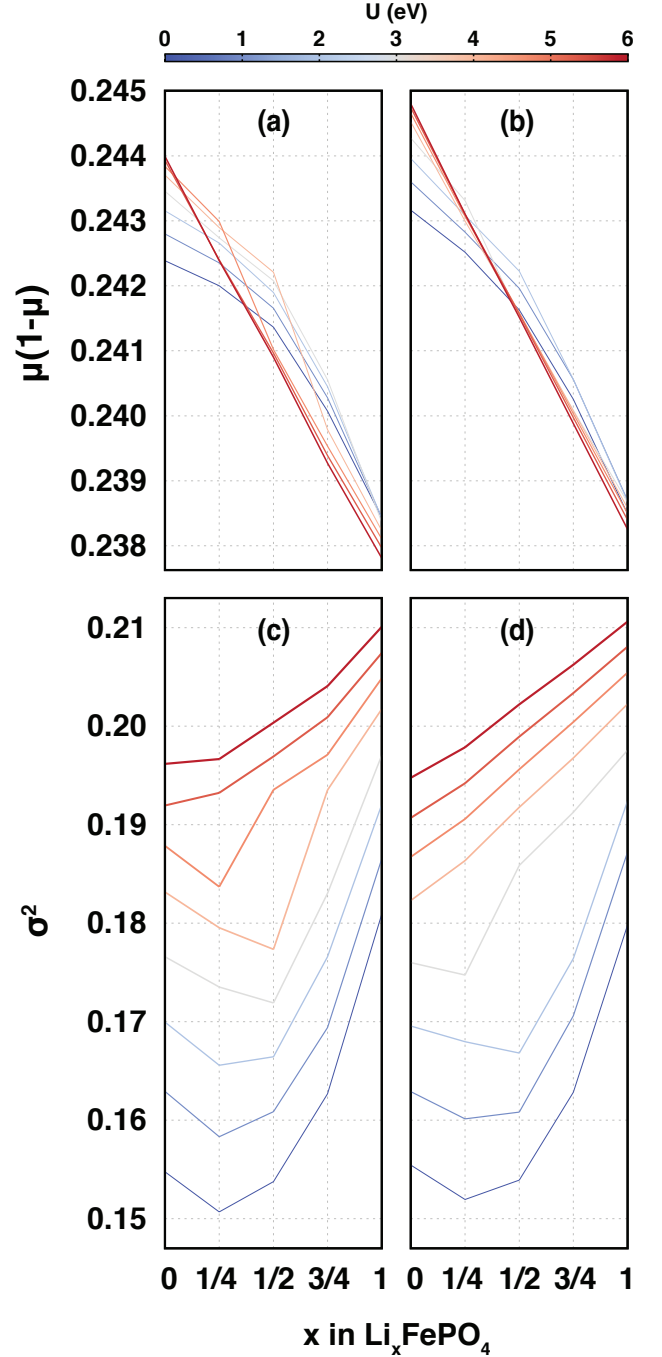 U (eV)
0 1 2 3 4 5 6
(a) (b)
0.245
0.244
0.243
0.242
0.241
0.240
0.239
0.238
μ(1-μ)
(c) (d)
0.21
0.20
0.19
0.18
0.17
0.16
0.15
σ²
0 1/4 1/2 3/4 1 0 1/4 1/2 3/4 1
x in LiₓFePO₄